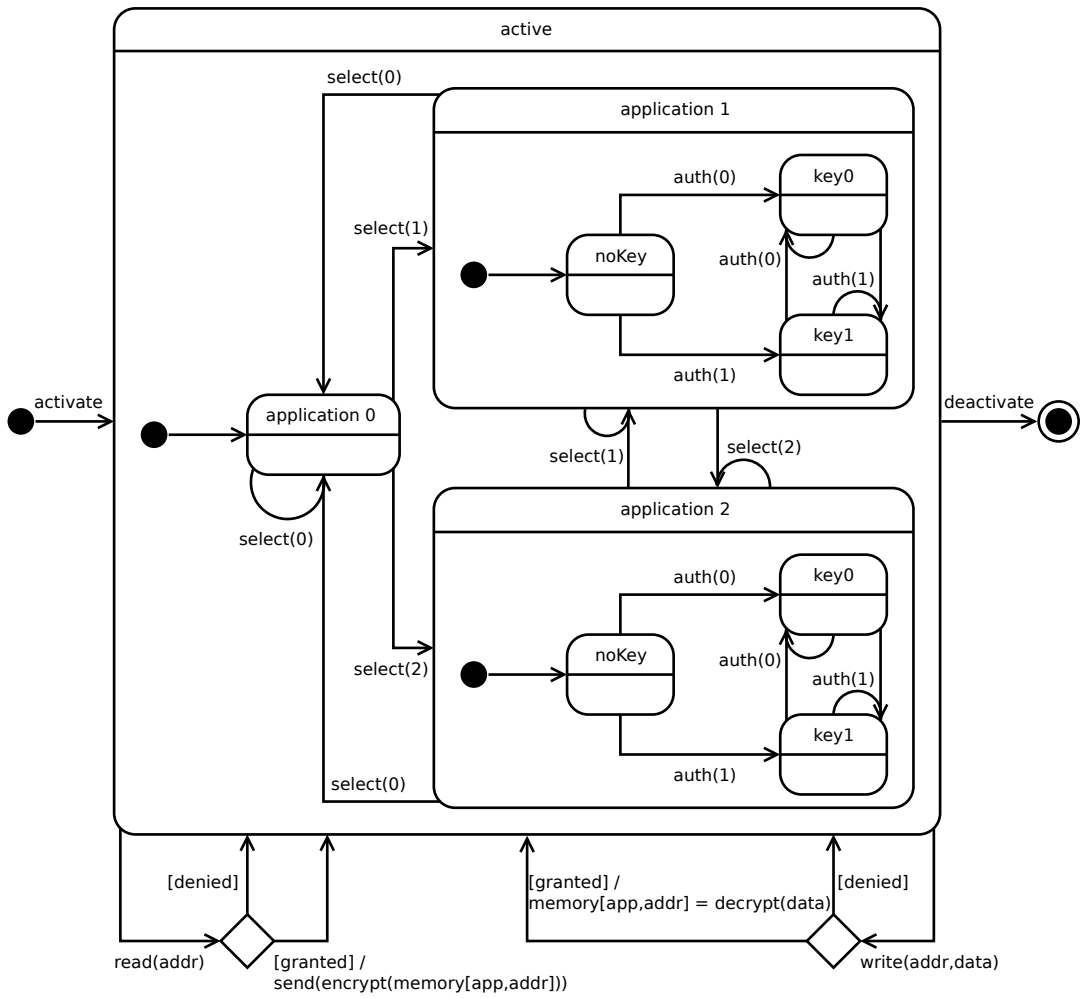 active
select(0)
application 1
auth(0)
key0
select(1)
noKey
auth(0)
auth(1)
key1
auth(1)
activate
application 0
deactivate
select(1)
select(2)
select(0)
application 2
auth(0)
key0
noKey
auth(0)
select(2)
auth(1)
key1
auth(1)
select(0)
[denied]
[granted] /
memory[app,addr] = decrypt(data)
[denied]
read(addr)
[granted] /
send(encrypt(memory[app,addr]))
write(addr,data)